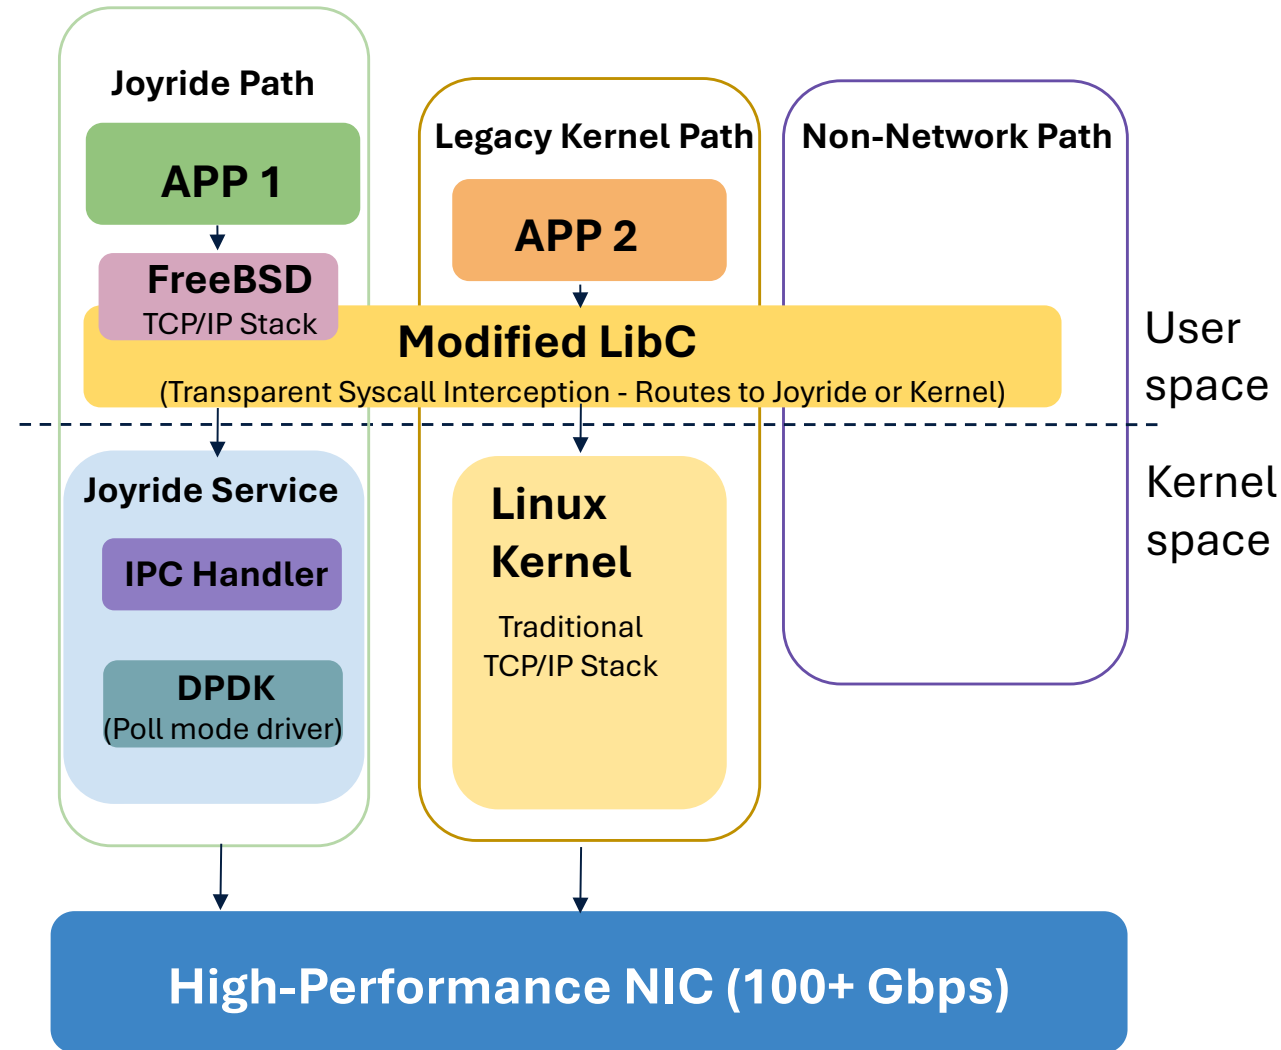 Joyride Path
APP 1
FreeBSD
TCP/IP Stack
Legacy Kernel Path
APP 2
Non-Network Path
Modified LibC
(Transparent Syscall Interception - Routes to Joyride or Kernel)
User
space
Kernel
space
Joyride Service
IPC Handler
DPDK
(Poll mode driver)
Linux
Kernel
Traditional
TCP/IP Stack
High-Performance NIC (100+ Gbps)